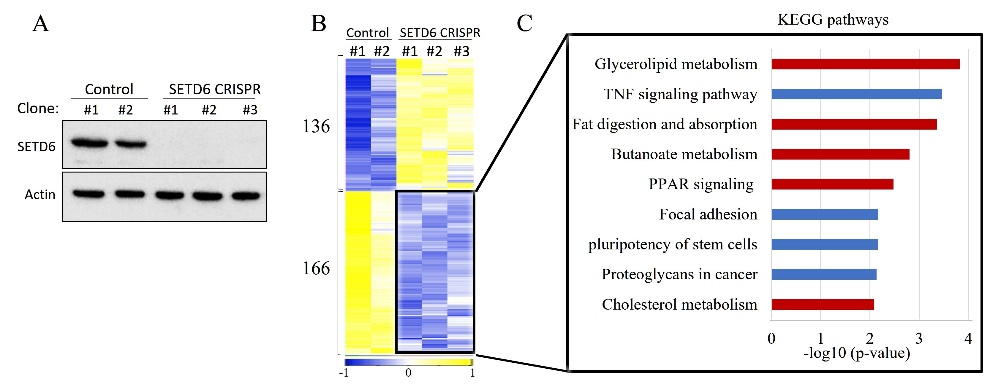 A
Control SETD6 CRISPR
Clone: #1 #2 #1 #2 #3
SETD6
Actin
B
Control SETD6 CRISPR
#1 #2 #1 #2 #3
136
166
-1 0 1
C
KEGG pathways
Glycerolipid metabolism
TNF signaling pathway
Fat digestion and absorption
Butanoate metabolism
PPAR signaling
Focal adhesion
pluripotency of stem cells
Proteoglycans in cancer
Cholesterol metabolism
0 1 2 3 4
-log10 (p-value)